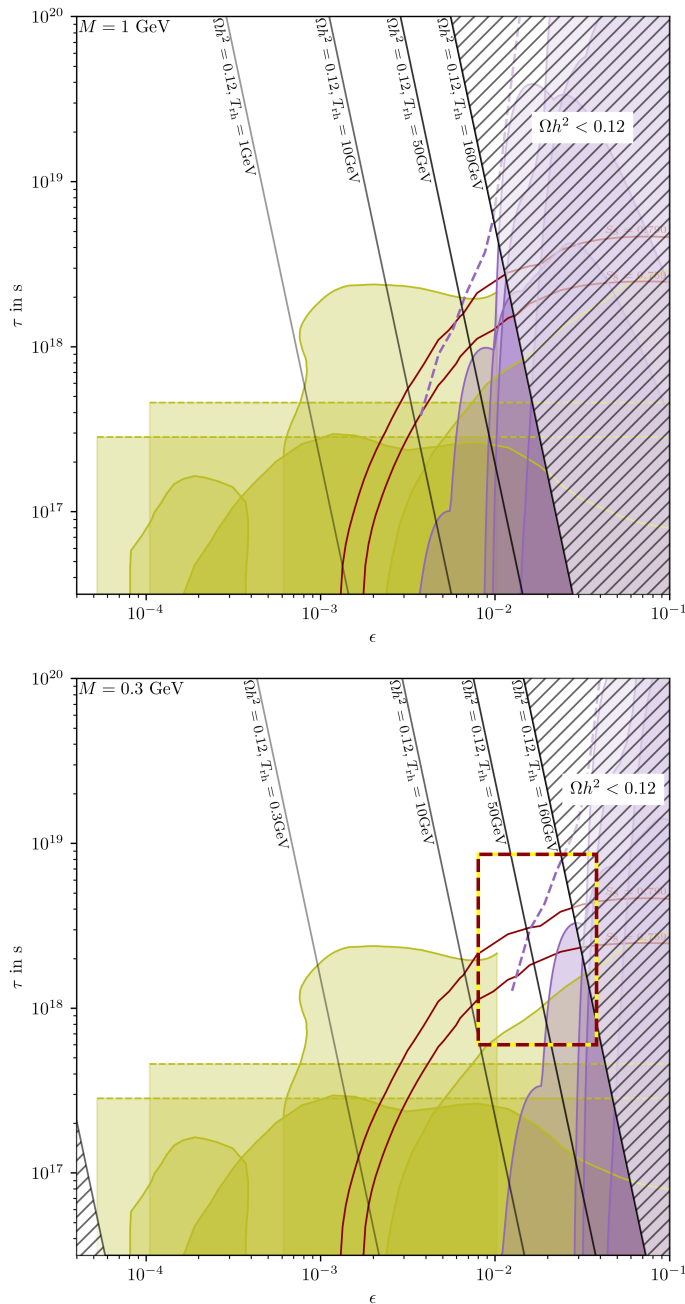 M = 1 GeV
10²⁰
10¹⁹
10¹⁸
10¹⁷
τ in s
Ωh² = 0.12, T_rh = 1GeV
Ωh² = 0.12, T_rh = 10GeV
Ωh² = 0.12, T_rh = 50GeV
Ωh² = 0.12, T_rh = 160GeV
Ωh² < 0.12
10⁻⁴
10⁻³
10⁻²
10⁻¹
ϵ
M = 0.3 GeV
10²⁰
10¹⁹
10¹⁸
10¹⁷
τ in s
Ωh² = 0.12, T_rh = 0.3GeV
Ωh² = 0.12, T_rh = 10GeV
Ωh² = 0.12, T_rh = 50GeV
Ωh² = 0.12, T_rh = 160GeV
Ωh² < 0.12
10⁻⁴
10⁻³
10⁻²
10⁻¹
ϵ